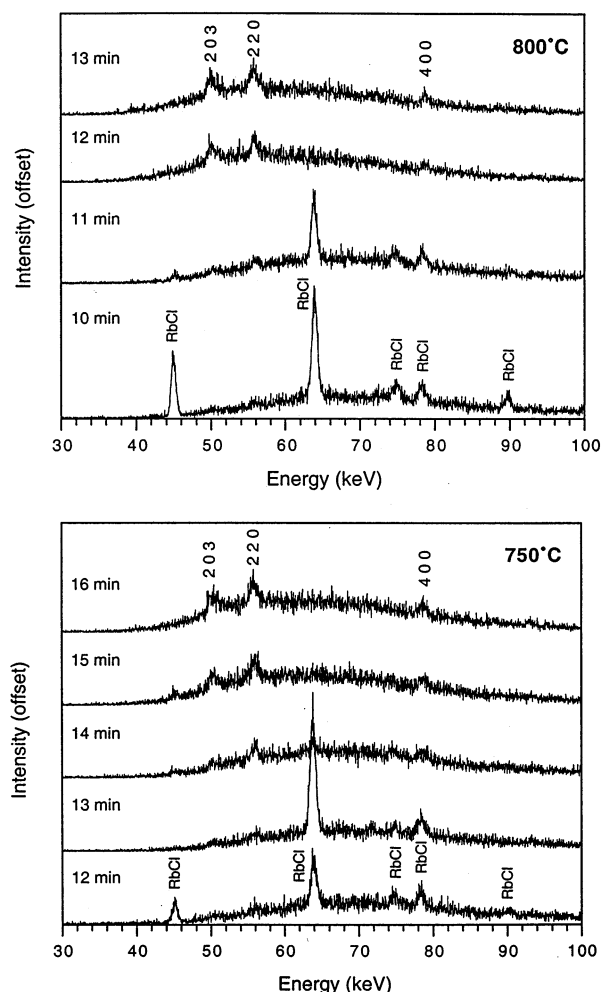 2 0 3
2 2 0
4 0 0
800°C
13 min
12 min
11 min
10 min
RbCl
RbCl
RbCl
RbCl
RbCl
Intensity (offset)
30 40 50 60 70 80 90 100
Energy (keV)
2 0 3
2 2 0
4 0 0
750°C
16 min
15 min
14 min
13 min
12 min
RbCl
RbCl
RbCl
RbCl
RbCl
Intensity (offset)
30 40 50 60 70 80 90 100
Energy (keV)